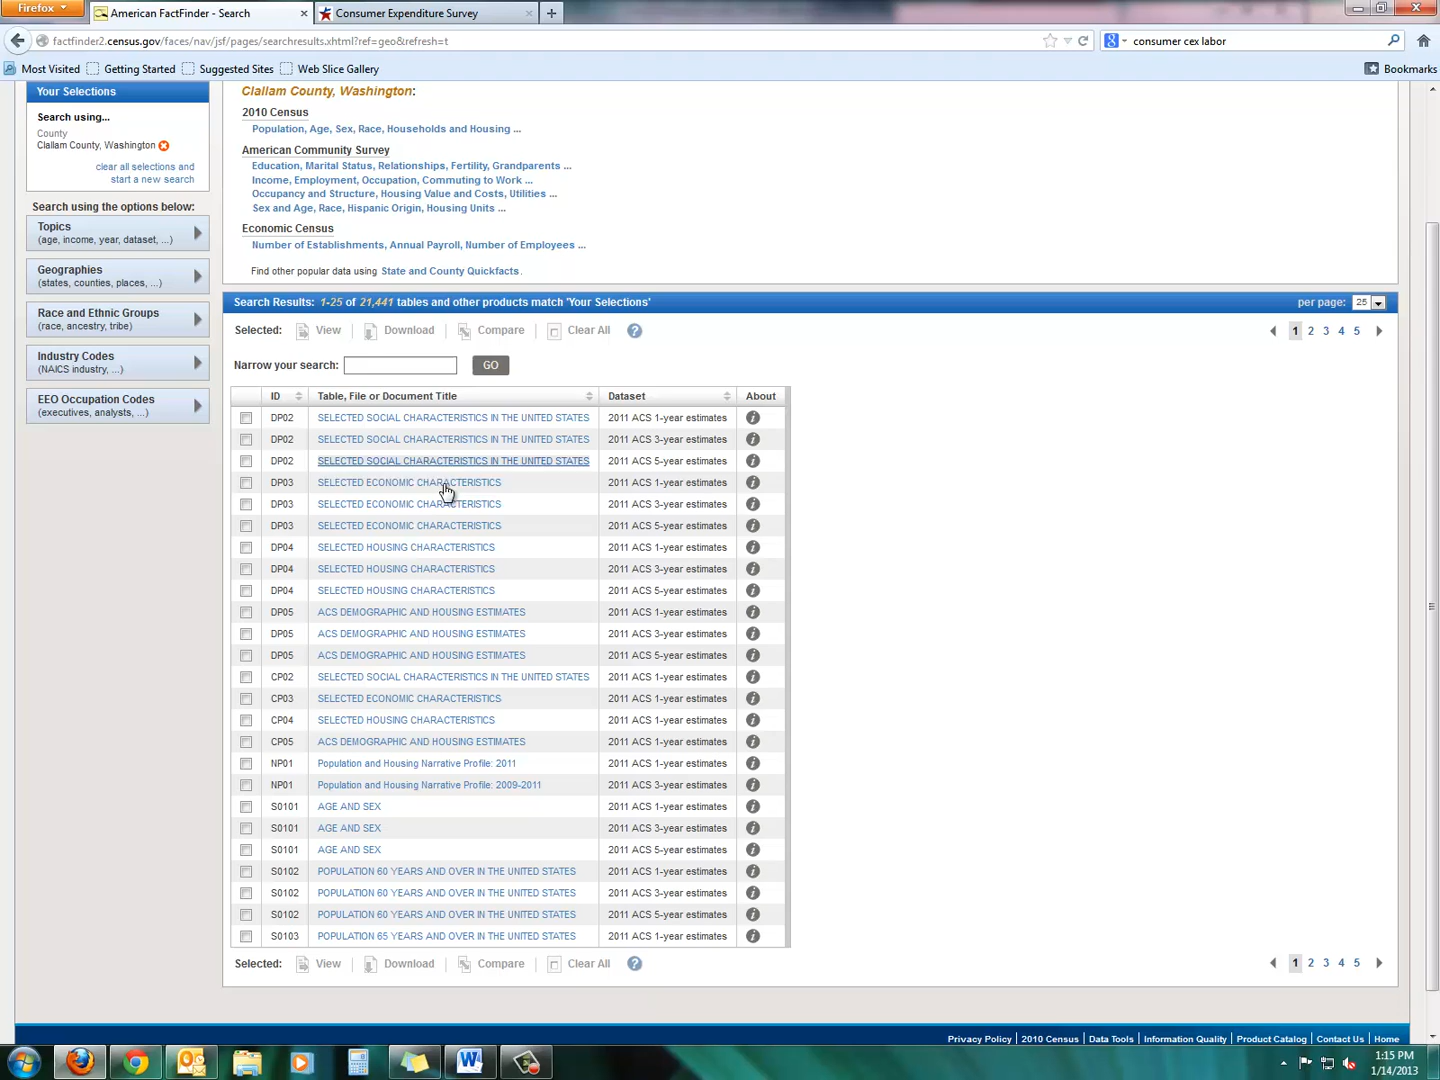 Firefox
American FactFinder - Search
Consumer Expenditure Survey
factfinder2.census.gov/faces/nav/jsf/pages/searchresults.xhtml?ref=geo&refresh=t
consumer cex labor
Most Visited
Getting Started
Suggested Sites
Web Slice Gallery
Bookmarks
Your Selections
Search using...
County
Clallam County, Washington
clear all selections and
start a new search
Search using the options below:
Topics
(age, income, year, dataset, ...)
Geographies
(states, counties, places, ...)
Race and Ethnic Groups
(race, ancestry, tribe)
Industry Codes
(NAICS industry, ...)
EEO Occupation Codes
(executives, analysts, ...)
Clallam County, Washington:
2010 Census
Population, Age, Sex, Race, Households and Housing ...
American Community Survey
Education, Marital Status, Relationships, Fertility, Grandparents ...
Income, Employment, Occupation, Commuting to Work ...
Occupancy and Structure, Housing Value and Costs, Utilities ...
Sex and Age, Race, Hispanic Origin, Housing Units ...
Economic Census
Number of Establishments, Annual Payroll, Number of Employees ...
Find other popular data using State and County Quickfacts.
Search Results: 1-25 of 21,441 tables and other products match 'Your Selections'
per page: 25
Selected: View | Download | Compare | Clear All ?
1 2 3 4 5
Narrow your search: GO
ID Table, File or Document Title Dataset About
DP02 SELECTED SOCIAL CHARACTERISTICS IN THE UNITED STATES 2011 ACS 1-year estimates
DP02 SELECTED SOCIAL CHARACTERISTICS IN THE UNITED STATES 2011 ACS 3-year estimates
DP02 SELECTED SOCIAL CHARACTERISTICS IN THE UNITED STATES 2011 ACS 5-year estimates
DP03 SELECTED ECONOMIC CHARACTERISTICS 2011 ACS 1-year estimates
DP03 SELECTED ECONOMIC CHARACTERISTICS 2011 ACS 3-year estimates
DP03 SELECTED ECONOMIC CHARACTERISTICS 2011 ACS 5-year estimates
DP04 SELECTED HOUSING CHARACTERISTICS 2011 ACS 1-year estimates
DP04 SELECTED HOUSING CHARACTERISTICS 2011 ACS 3-year estimates
DP04 SELECTED HOUSING CHARACTERISTICS 2011 ACS 5-year estimates
DP05 ACS DEMOGRAPHIC AND HOUSING ESTIMATES 2011 ACS 1-year estimates
DP05 ACS DEMOGRAPHIC AND HOUSING ESTIMATES 2011 ACS 3-year estimates
DP05 ACS DEMOGRAPHIC AND HOUSING ESTIMATES 2011 ACS 5-year estimates
CP02 SELECTED SOCIAL CHARACTERISTICS IN THE UNITED STATES 2011 ACS 1-year estimates
CP03 SELECTED ECONOMIC CHARACTERISTICS 2011 ACS 1-year estimates
CP04 SELECTED HOUSING CHARACTERISTICS 2011 ACS 1-year estimates
CP05 ACS DEMOGRAPHIC AND HOUSING ESTIMATES 2011 ACS 1-year estimates
NP01 Population and Housing Narrative Profile: 2011 2011 ACS 1-year estimates
NP01 Population and Housing Narrative Profile: 2009-2011 2011 ACS 3-year estimates
S0101 AGE AND SEX 2011 ACS 1-year estimates
S0101 AGE AND SEX 2011 ACS 3-year estimates
S0101 AGE AND SEX 2011 ACS 5-year estimates
S0102 POPULATION 60 YEARS AND OVER IN THE UNITED STATES 2011 ACS 1-year estimates
S0102 POPULATION 60 YEARS AND OVER IN THE UNITED STATES 2011 ACS 3-year estimates
S0102 POPULATION 60 YEARS AND OVER IN THE UNITED STATES 2011 ACS 5-year estimates
S0103 POPULATION 65 YEARS AND OVER IN THE UNITED STATES 2011 ACS 1-year estimates
Selected: View | Download | Compare | Clear All ?
1 2 3 4 5
Privacy Policy | 2010 Census | Data Tools | Information Quality | Product Catalog | Contact Us | Home
1:15 PM
1/14/2013